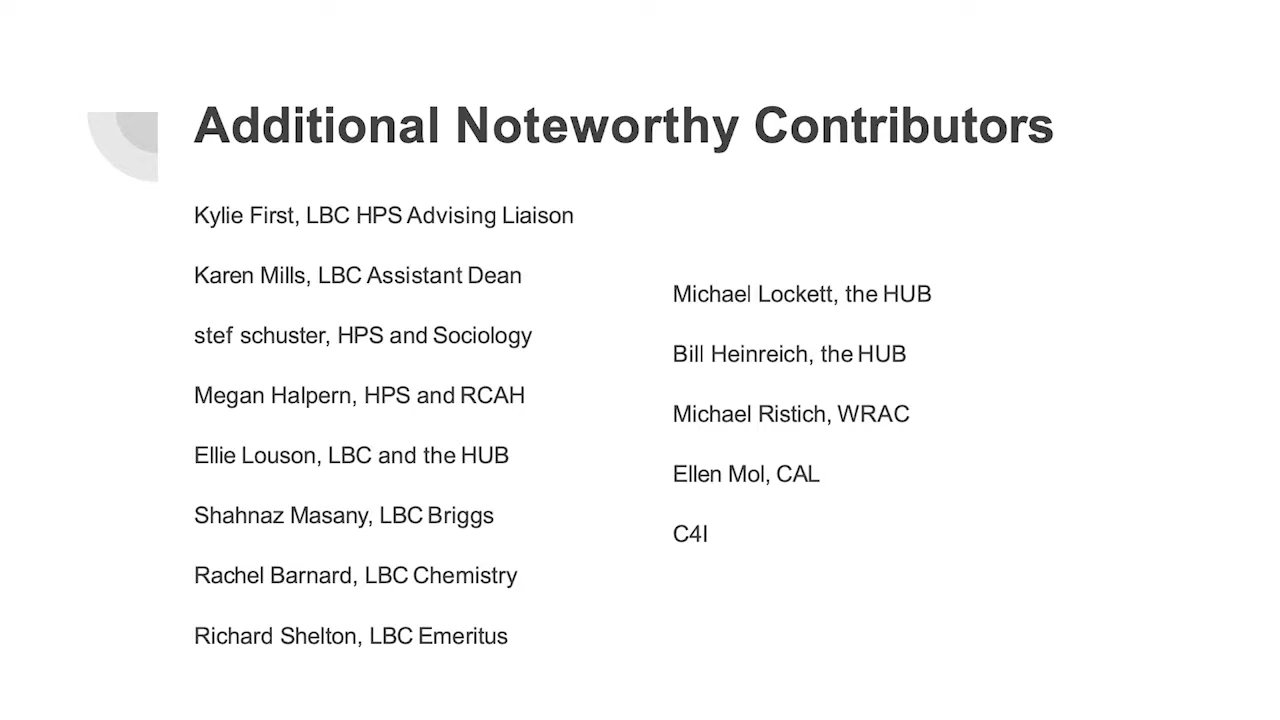 Additional Noteworthy Contributors
Kylie First, LBC HPS Advising Liaison
Karen Mills, LBC Assistant Dean
stef schuster, HPS and Sociology
Megan Halpern, HPS and RCAH
Ellie Louson, LBC and the HUB
Shahnaz Masany, LBC Briggs
Rachel Barnard, LBC Chemistry
Richard Shelton, LBC Emeritus
Michael Lockett, the HUB
Bill Heinreich, the HUB
Michael Ristich, WRAC
Ellen Mol, CAL
C4I